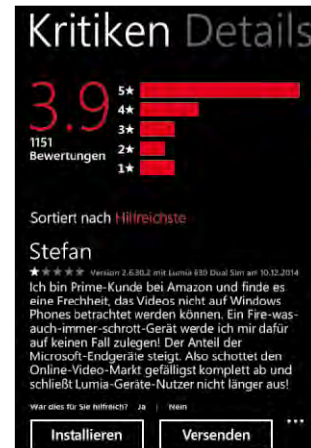 Kritiken Details
3.9
1151
Bewertungen
5★
4★
3★
2★
1★
Sortiert nach Hilfreichste
Stefan
★★★★★ Version 2.6.30.2 mit Lumia 630 Dual Sim am 10.12.2014
Ich bin Prime-Kunde bei Amazon und finde es
eine Frechheit, das Videos nicht auf Windows
Phones betrachtet werden können. Ein Fire-was-
auch-immer-schrott-Gerät werde ich mir dafür
auf keinen Fall zulegen! Der Anteil der
Microsoft-Endgeräte steigt. Also schottet den
Online-Video-Markt gefälligst komplett ab und
schließt Lumia-Geräte-Nutzer nicht länger aus!
War dies für Sie hilfreich? Ja | Nein
Installieren
Versenden
...